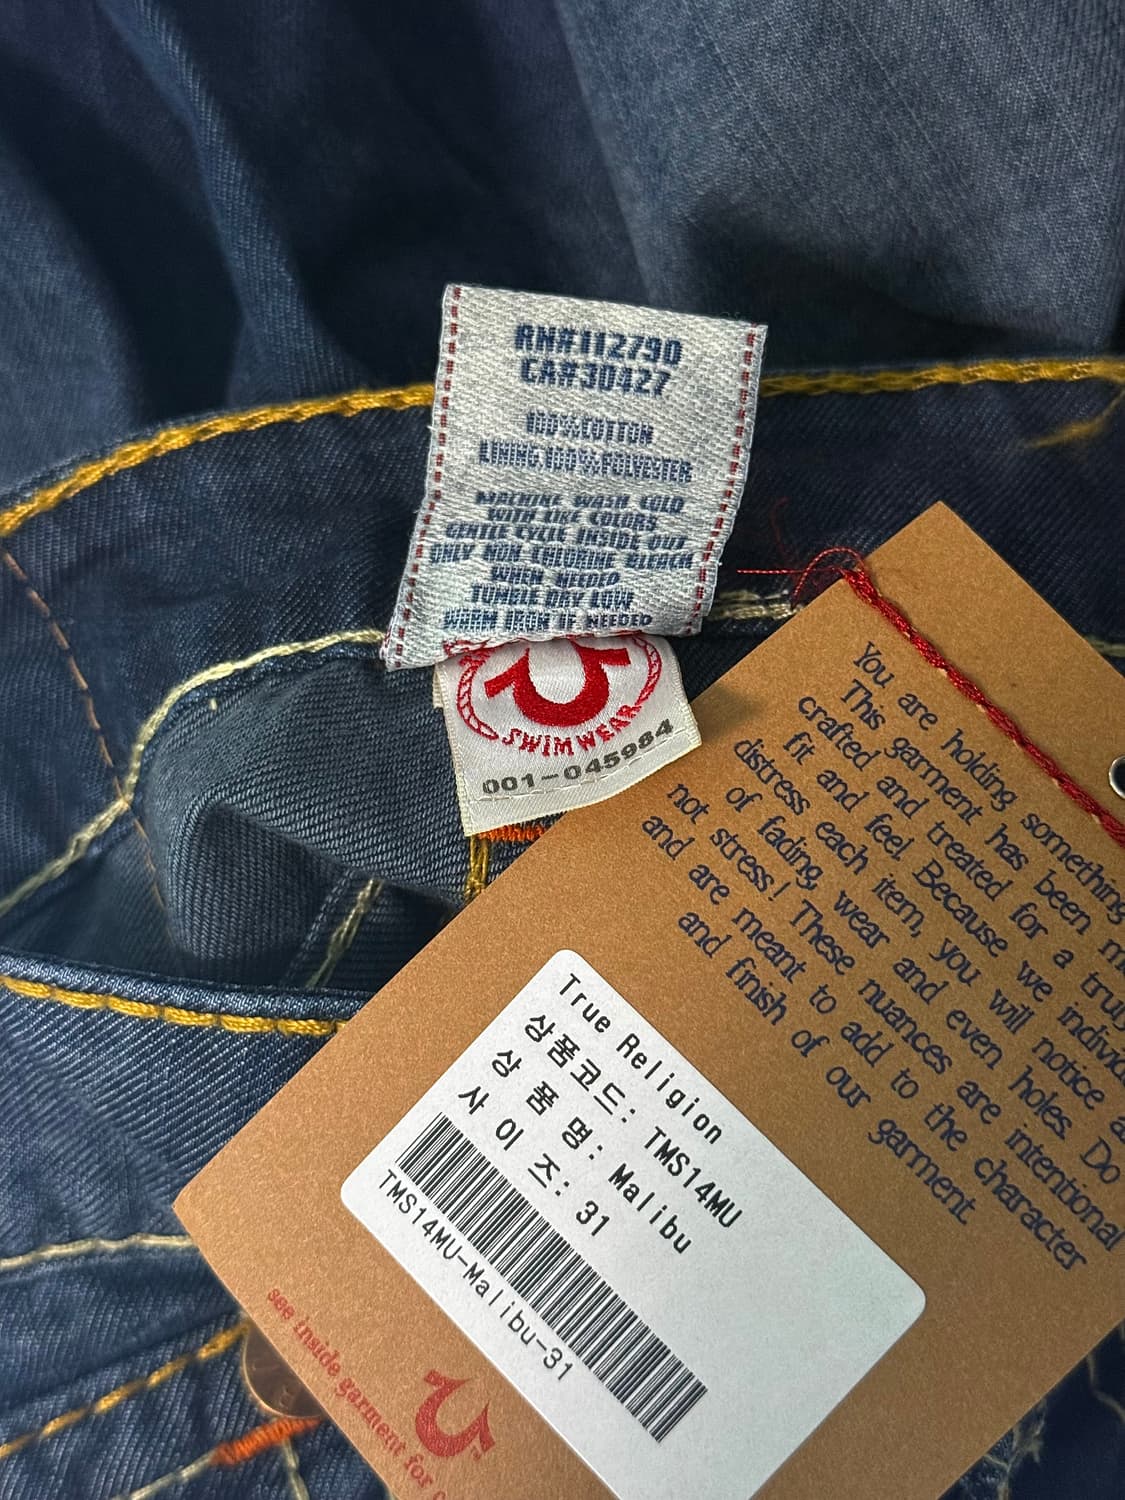 RN#112790
CA#30427
100%COTTON
LINING.100%POLYESTER
MACHINE WASH COLD
WITH LIKE COLORS
GENTLE CYCLE INSIDE OUT
ONLY NON CHLORINE BLEACH
WHEN NEEDED
TUMBLE DRY LOW
WARM IRON IF NEEDED
SWIMWEAR
001-045984
You are holding something
This garment has been
crafted and treated for a truly
fit and feel. Because we
distress each item, you will notice
of fading, wear and even holes. Do
not stress! These nuances are intentional
and are meant to add to the character
and finish of our garment
True Religion
상품코드: TMS14MU
상 품 명: Malibu
사 이 즈: 31
TMS14MU-Malibu-31
see inside garment for